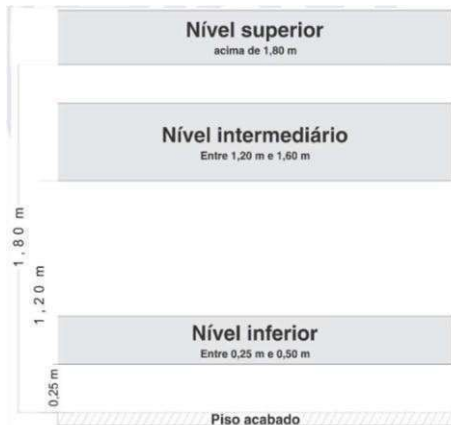 Nível superior
acima de 1,80 m
Nível intermediário
Entre 1,20 m e 1,60 m
1,80 m
1,20 m
Nível inferior
Entre 0,25 m e 0,50 m
0,25 m
Piso acabado